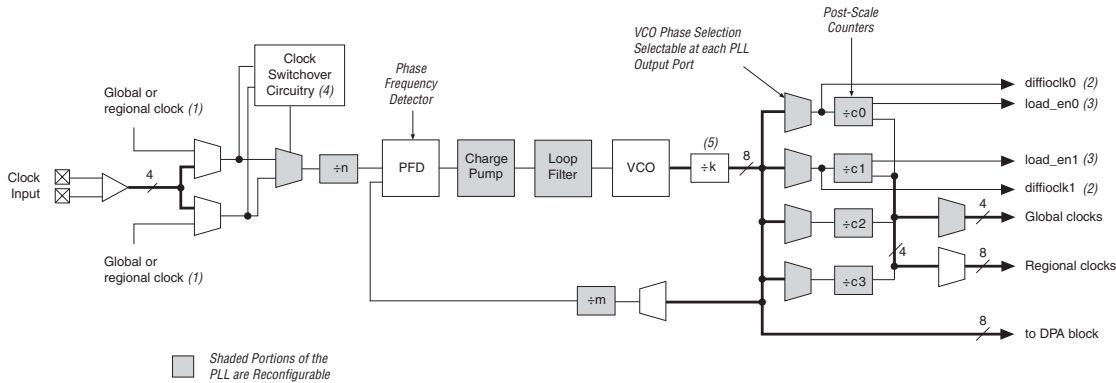 Post-Scale
Counters
VCO Phase Selection
Selectable at each PLL
Output Port
Clock
Switchover
Circuitry (4)
Phase
Frequency
Detector
Global or
regional clock (1)
diffioclk0 (2)
load_en0 (3)
÷c0
(5)
Clock
Input
4
÷n
PFD
Charge
Pump
Loop
Filter
VCO
÷k
8
÷c1
load_en1 (3)
diffioclk1 (2)
÷c2
4
Global clocks
Global or
regional clock (1)
4
8
Regional clocks
÷c3
÷m
8
to DPA block
Shaded Portions of the
PLL are Reconfigurable